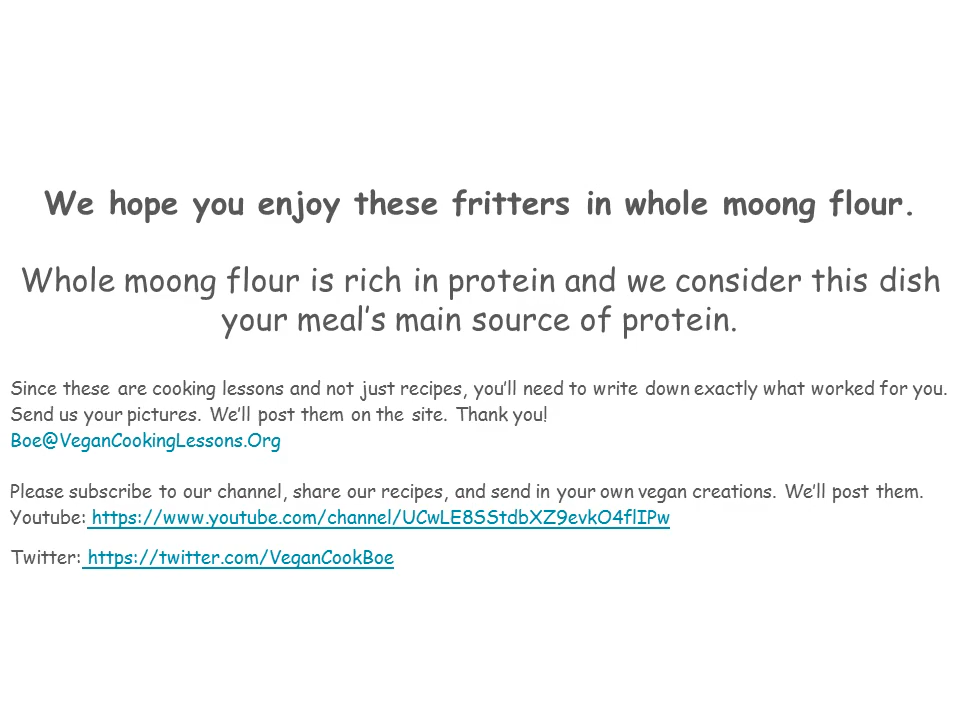 We hope you enjoy these fritters in whole moong flour.
Whole moong flour is rich in protein and we consider this dish
your meal's main source of protein.
Since these are cooking lessons and not just recipes, you'll need to write down exactly what worked for you.
Send us your pictures. We'll post them on the site. Thank you!
Boe@VeganCookingLessons.Org
Please subscribe to our channel, share our recipes, and send in your own vegan creations. We'll post them.
Youtube: https://www.youtube.com/channel/UCwLE8SStdbXZ9evkO4flIPw
Twitter: https://twitter.com/VeganCookBoe